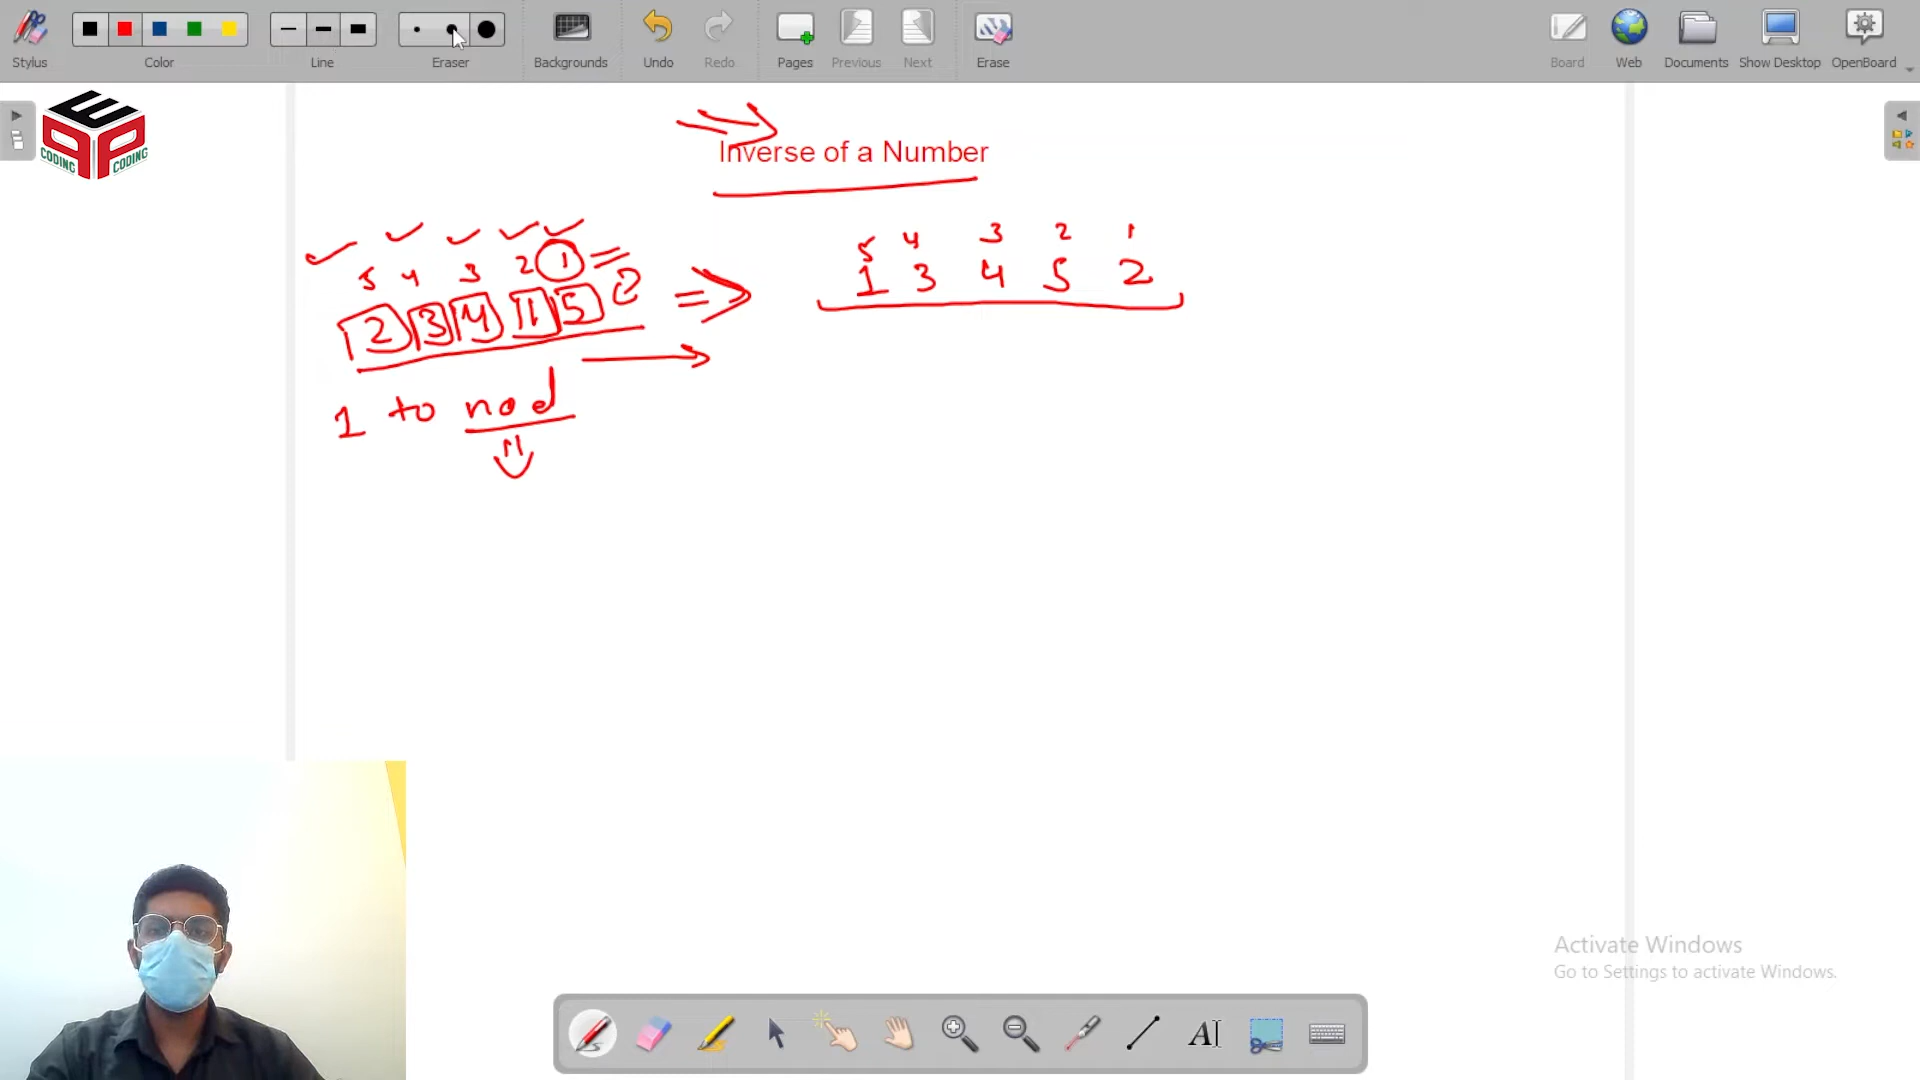 Stylus Color Line Eraser Backgrounds Undo Redo Pages Previous Next Erase Board Web Documents Show Desktop OpenBoard
CODING CODING
Inverse of a Number
5 4 3 2 1
2 3 4 1 5
5 4 3 2 1
1 3 4 5 2
1 to nod
Activate Windows
Go to Settings to activate Windows.